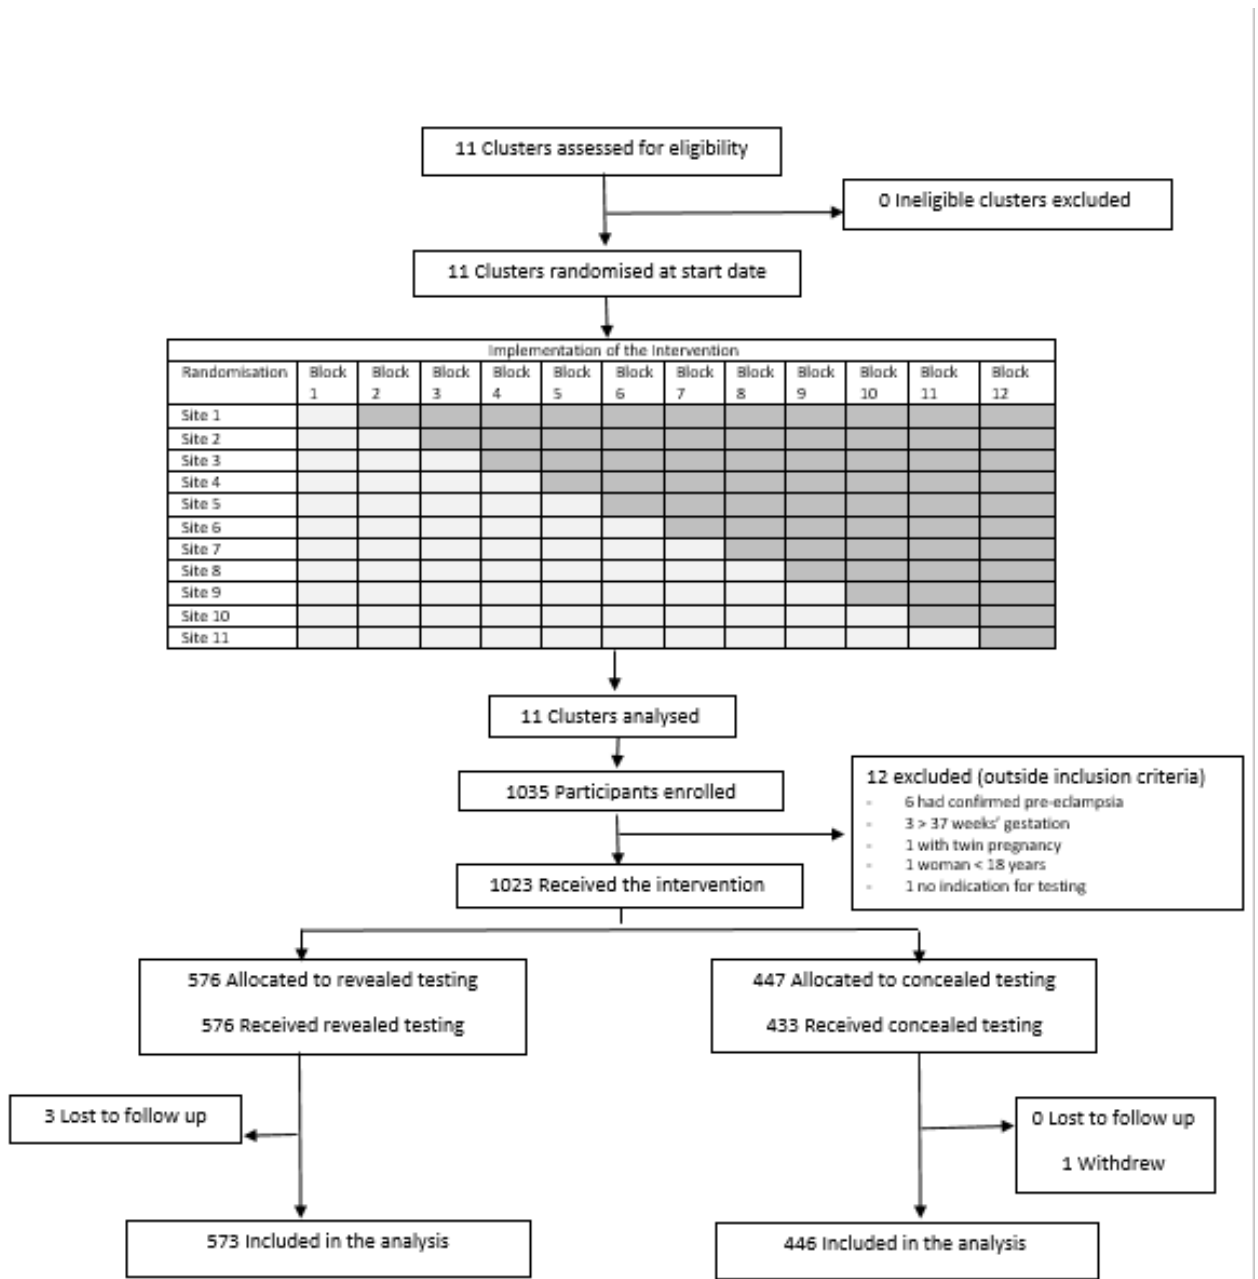 11 Clusters assessed for eligibility
0 Ineligible clusters excluded
11 Clusters randomised at start date
Implementation of the Intervention
Randomisation Block 1 Block 2 Block 3 Block 4 Block 5 Block 6 Block 7 Block 8 Block 9 Block 10 Block 11 Block 12
Site 1
Site 2
Site 3
Site 4
Site 5
Site 6
Site 7
Site 8
Site 9
Site 10
Site 11
11 Clusters analysed
1035 Participants enrolled
12 excluded (outside inclusion criteria)
- 6 had confirmed pre-eclampsia
- 3 > 37 weeks' gestation
- 1 with twin pregnancy
- 1 woman < 18 years
- 1 no indication for testing
1023 Received the intervention
576 Allocated to revealed testing
576 Received revealed testing
447 Allocated to concealed testing
433 Received concealed testing
3 Lost to follow up
0 Lost to follow up
1 Withdrew
573 Included in the analysis
446 Included in the analysis